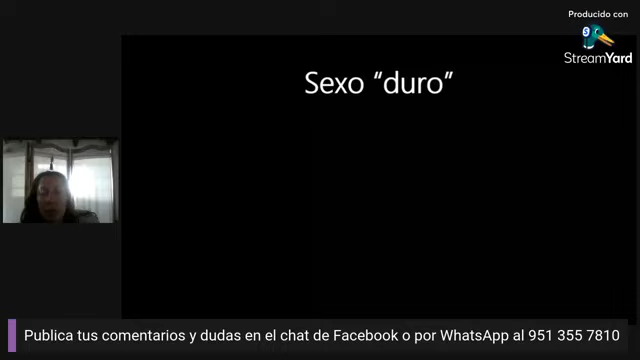 Producido con
StreamYard
Sexo “duro”
Publica tus comentarios y dudas en el chat de Facebook o por WhatsApp al 951 355 7810